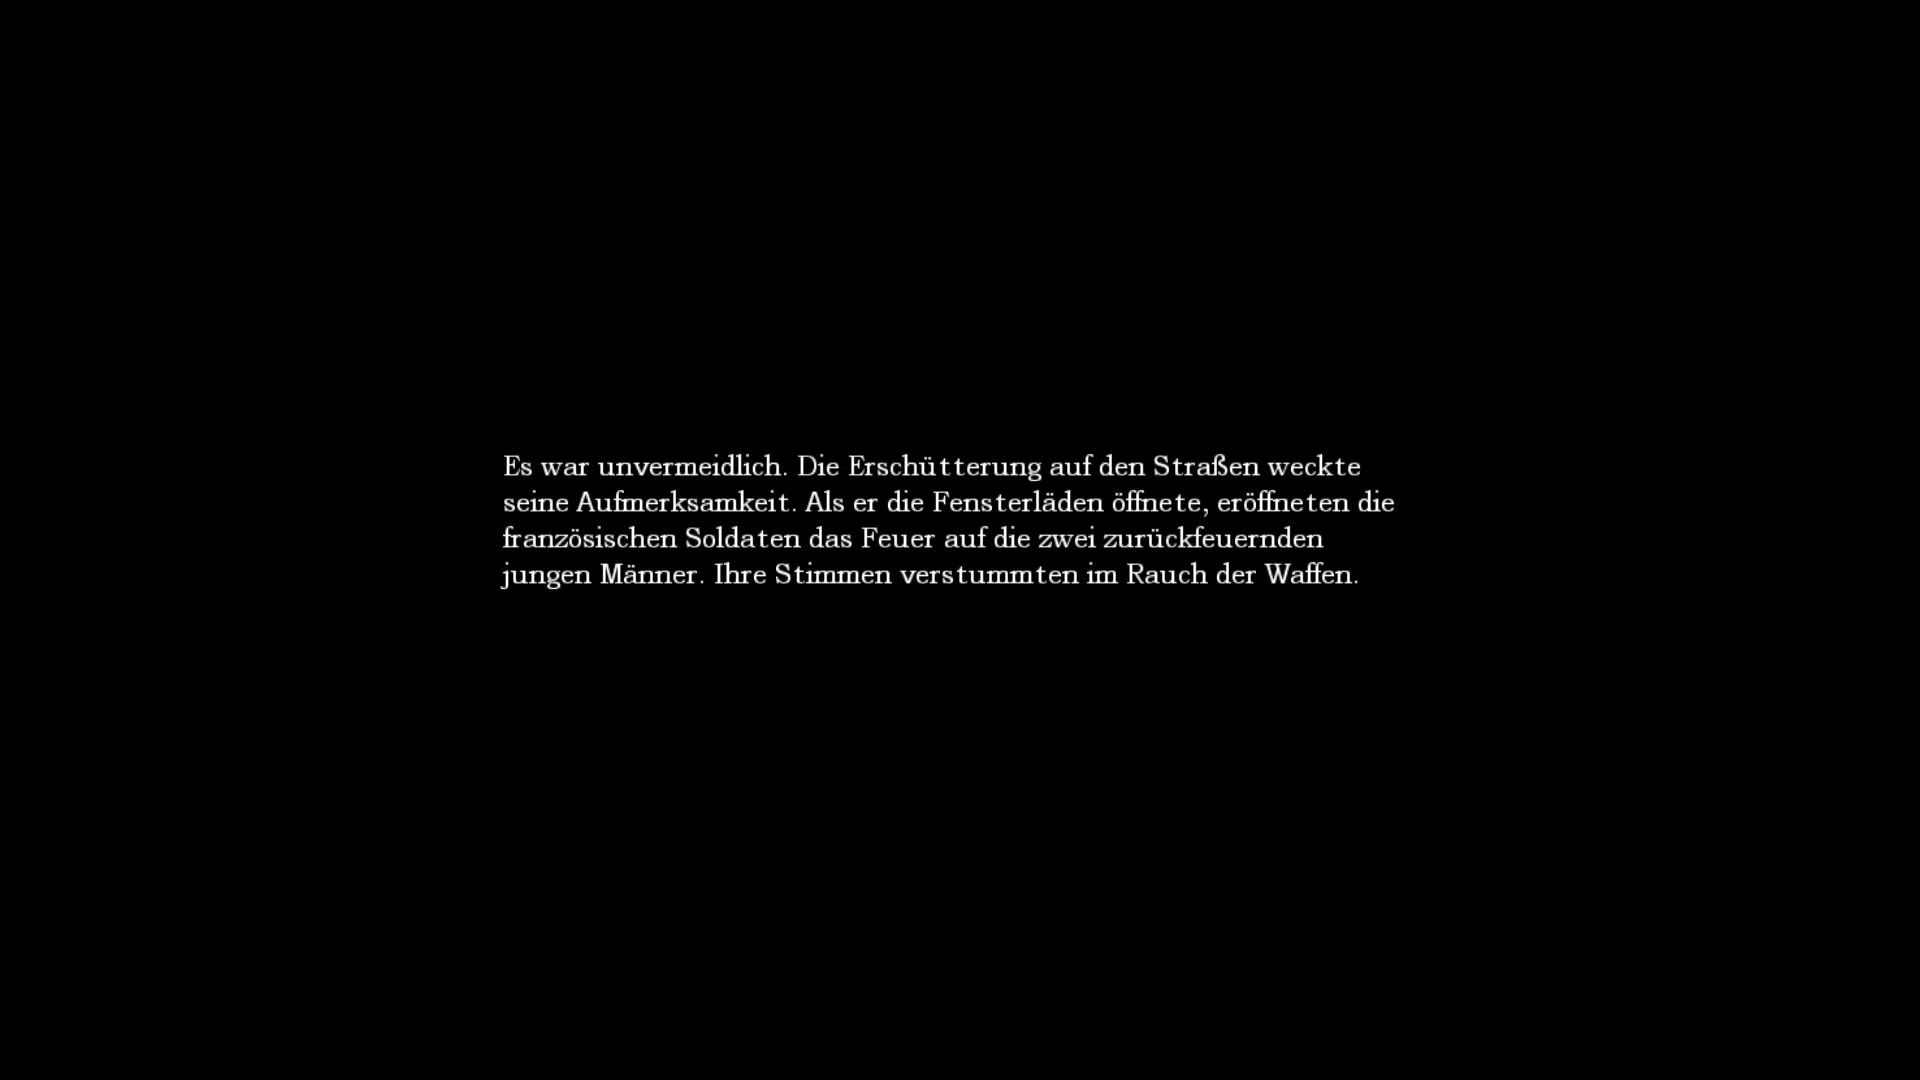 Es war unvermeidlich. Die Erschütterung auf den Straßen weckte
seine Aufmerksamkeit. Als er die Fensterläden öffnete, eröffneten die
französischen Soldaten das Feuer auf die zwei zurückfeuernden
jungen Männer. Ihre Stimmen verstummten im Rauch der Waffen.